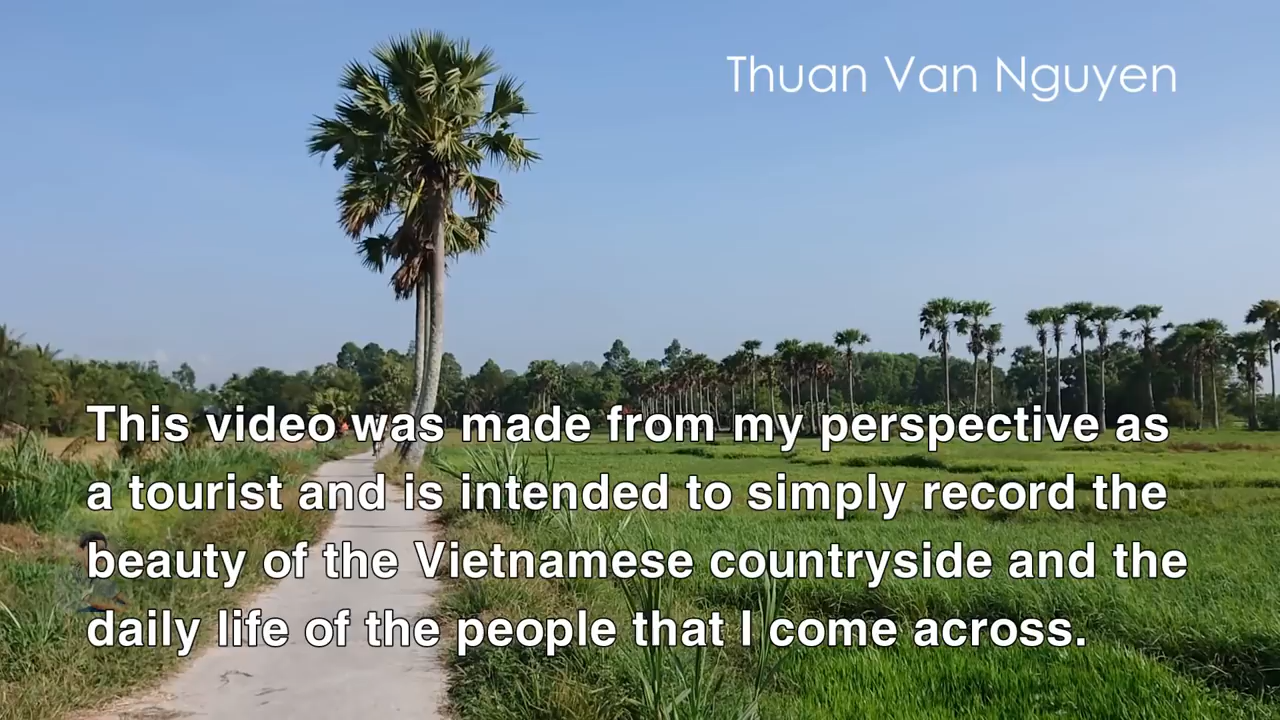 Thuan Van Nguyen
This video was made from my perspective as
a tourist and is intended to simply record the
beauty of the Vietnamese countryside and the
daily life of the people that I come across.